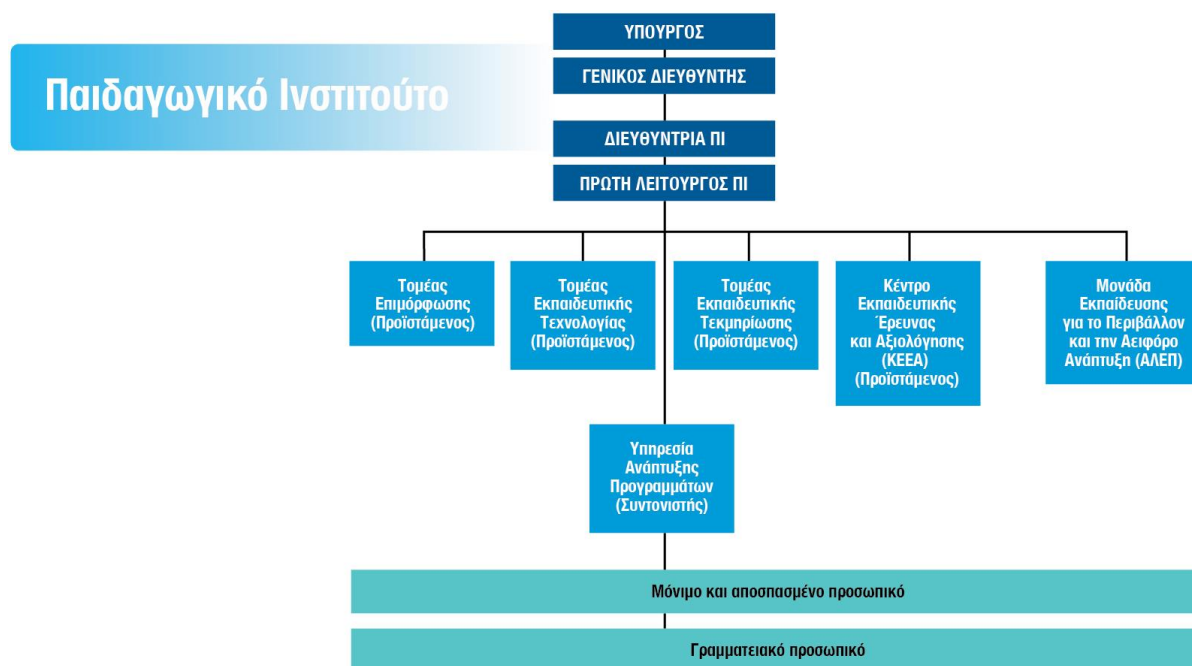 Παιδαγωγικό Ινστιτούτο
ΥΠΟΥΡΓΟΣ
ΓΕΝΙΚΟΣ ΔΙΕΥΘΥΝΤΗΣ
ΔΙΕΥΘΥΝΤΡΙΑ ΠΙ
ΠΡΩΤΗ ΛΕΙΤΟΥΡΓΟΣ ΠΙ
Τομέας
Επιμόρφωσης
(Προϊστάμενος)
Τομέας
Εκπαιδευτικής
Τεχνολογίας
(Προϊστάμενος)
Τομέας
Εκπαιδευτικής
Τεκμηρίωσης
(Προϊστάμενος)
Κέντρο
Εκπαιδευτικής
Έρευνας
και Αξιολόγησης
(ΚΕΕΑ)
(Προϊστάμενος)
Μονάδα
Εκπαίδευσης
για το Περιβάλλον
και την Αειφόρο
Ανάπτυξη (ΑΛΕΠ)
Υπηρεσία
Ανάπτυξης
Προγραμμάτων
(Συντονιστής)
Μόνιμο και αποσπασμένο προσωπικό
Γραμματειακό προσωπικό